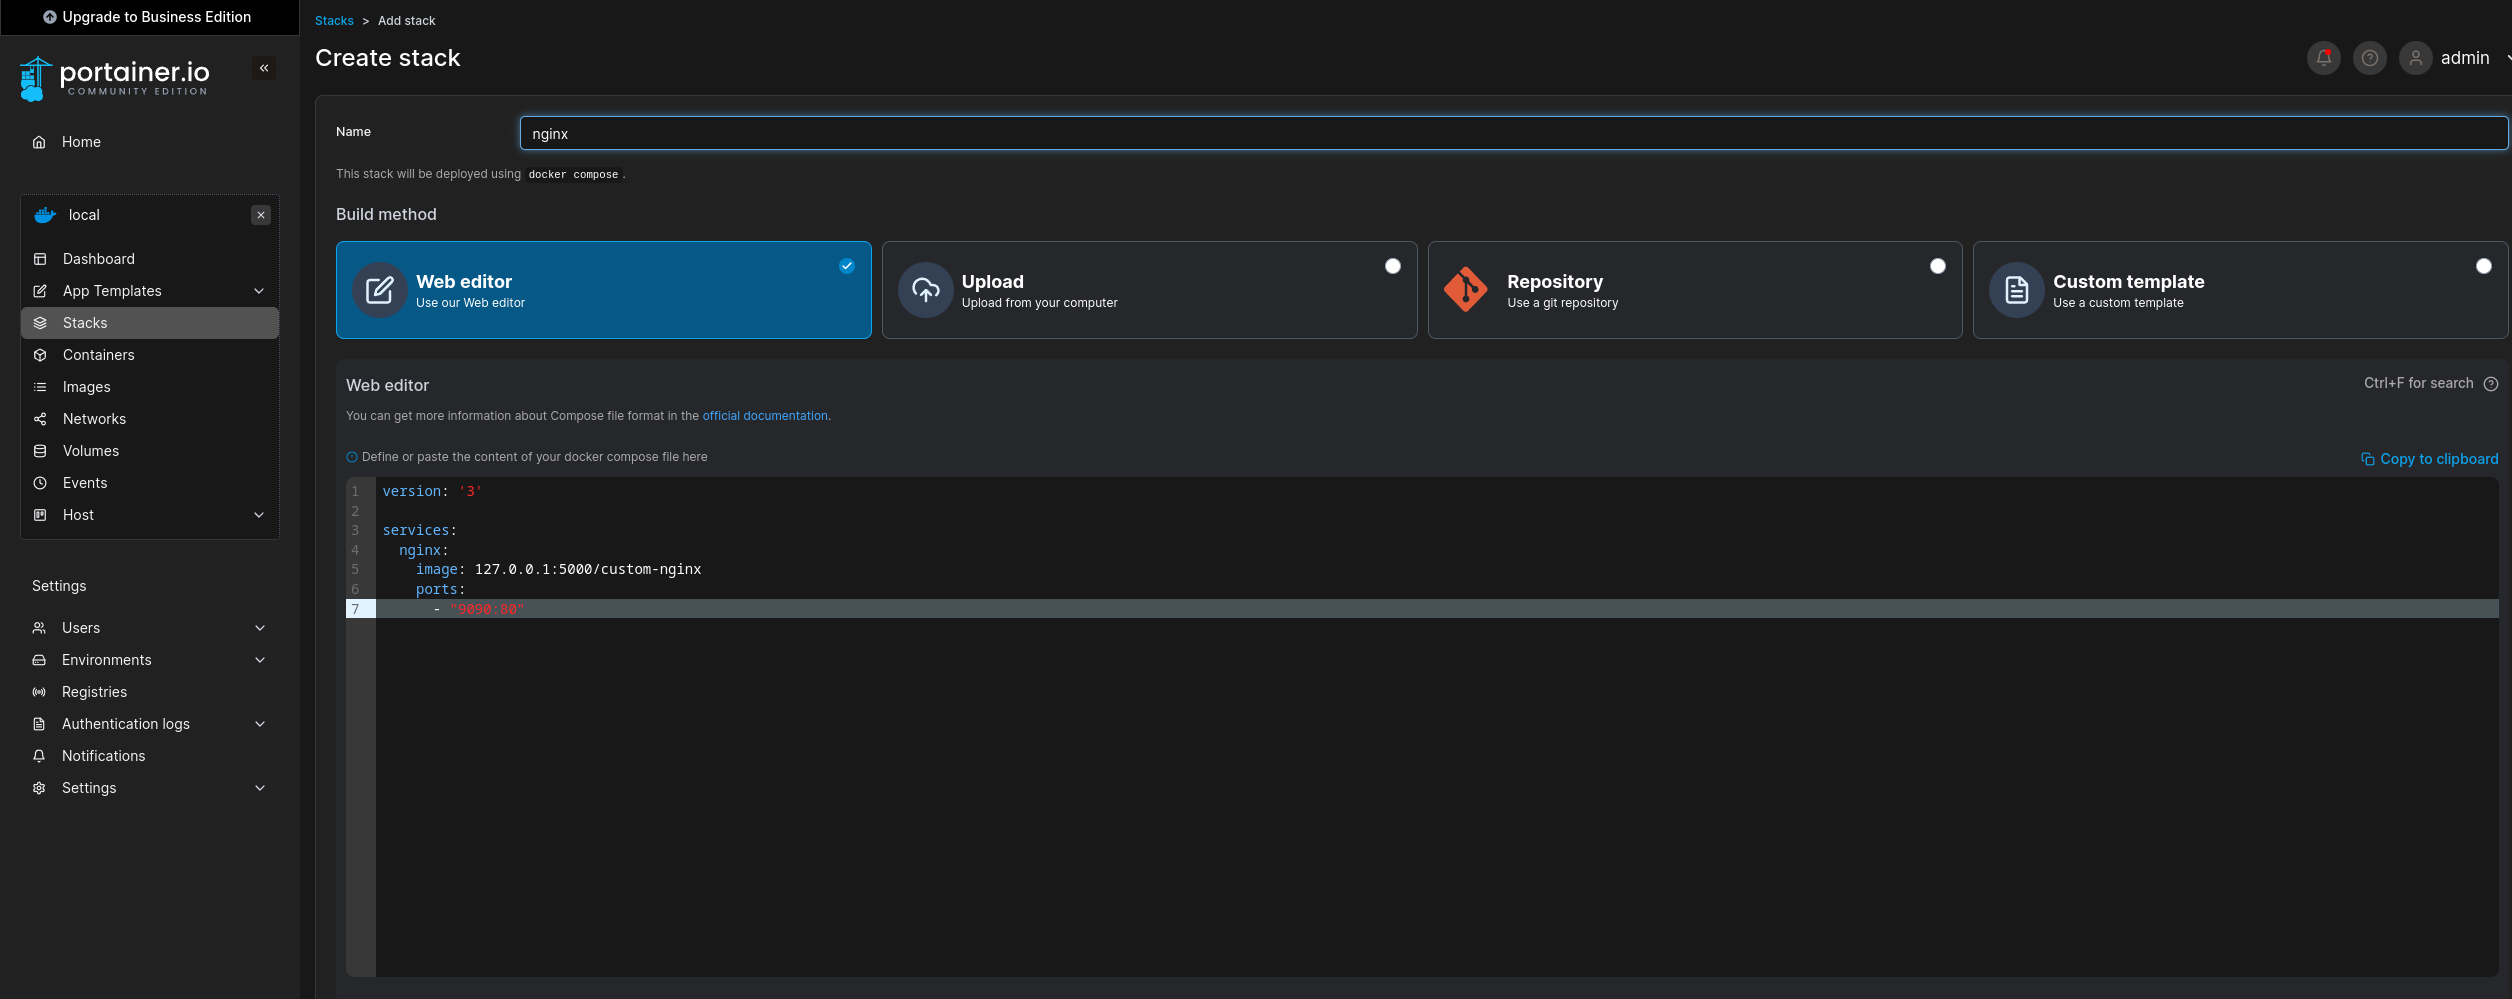 Upgrade to Business Edition
portainer.io
COMMUNITY EDITION
Home
local
Dashboard
App Templates
Stacks
Containers
Images
Networks
Volumes
Events
Host
Settings
Users
Environments
Registries
Authentication logs
Notifications
Settings
Stacks > Add stack
Create stack
admin
Name
nginx
This stack will be deployed using docker compose.
Build method
Web editor
Use our Web editor
Upload
Upload from your computer
Repository
Use a git repository
Custom template
Use a custom template
Web editor
Ctrl+F for search
You can get more information about Compose file format in the official documentation.
Define or paste the content of your docker compose file here
Copy to clipboard
1 version: '3'
2
3 services:
4   nginx:
5     image: 127.0.0.1:5000/custom-nginx
6     ports:
7       - "9090:80"